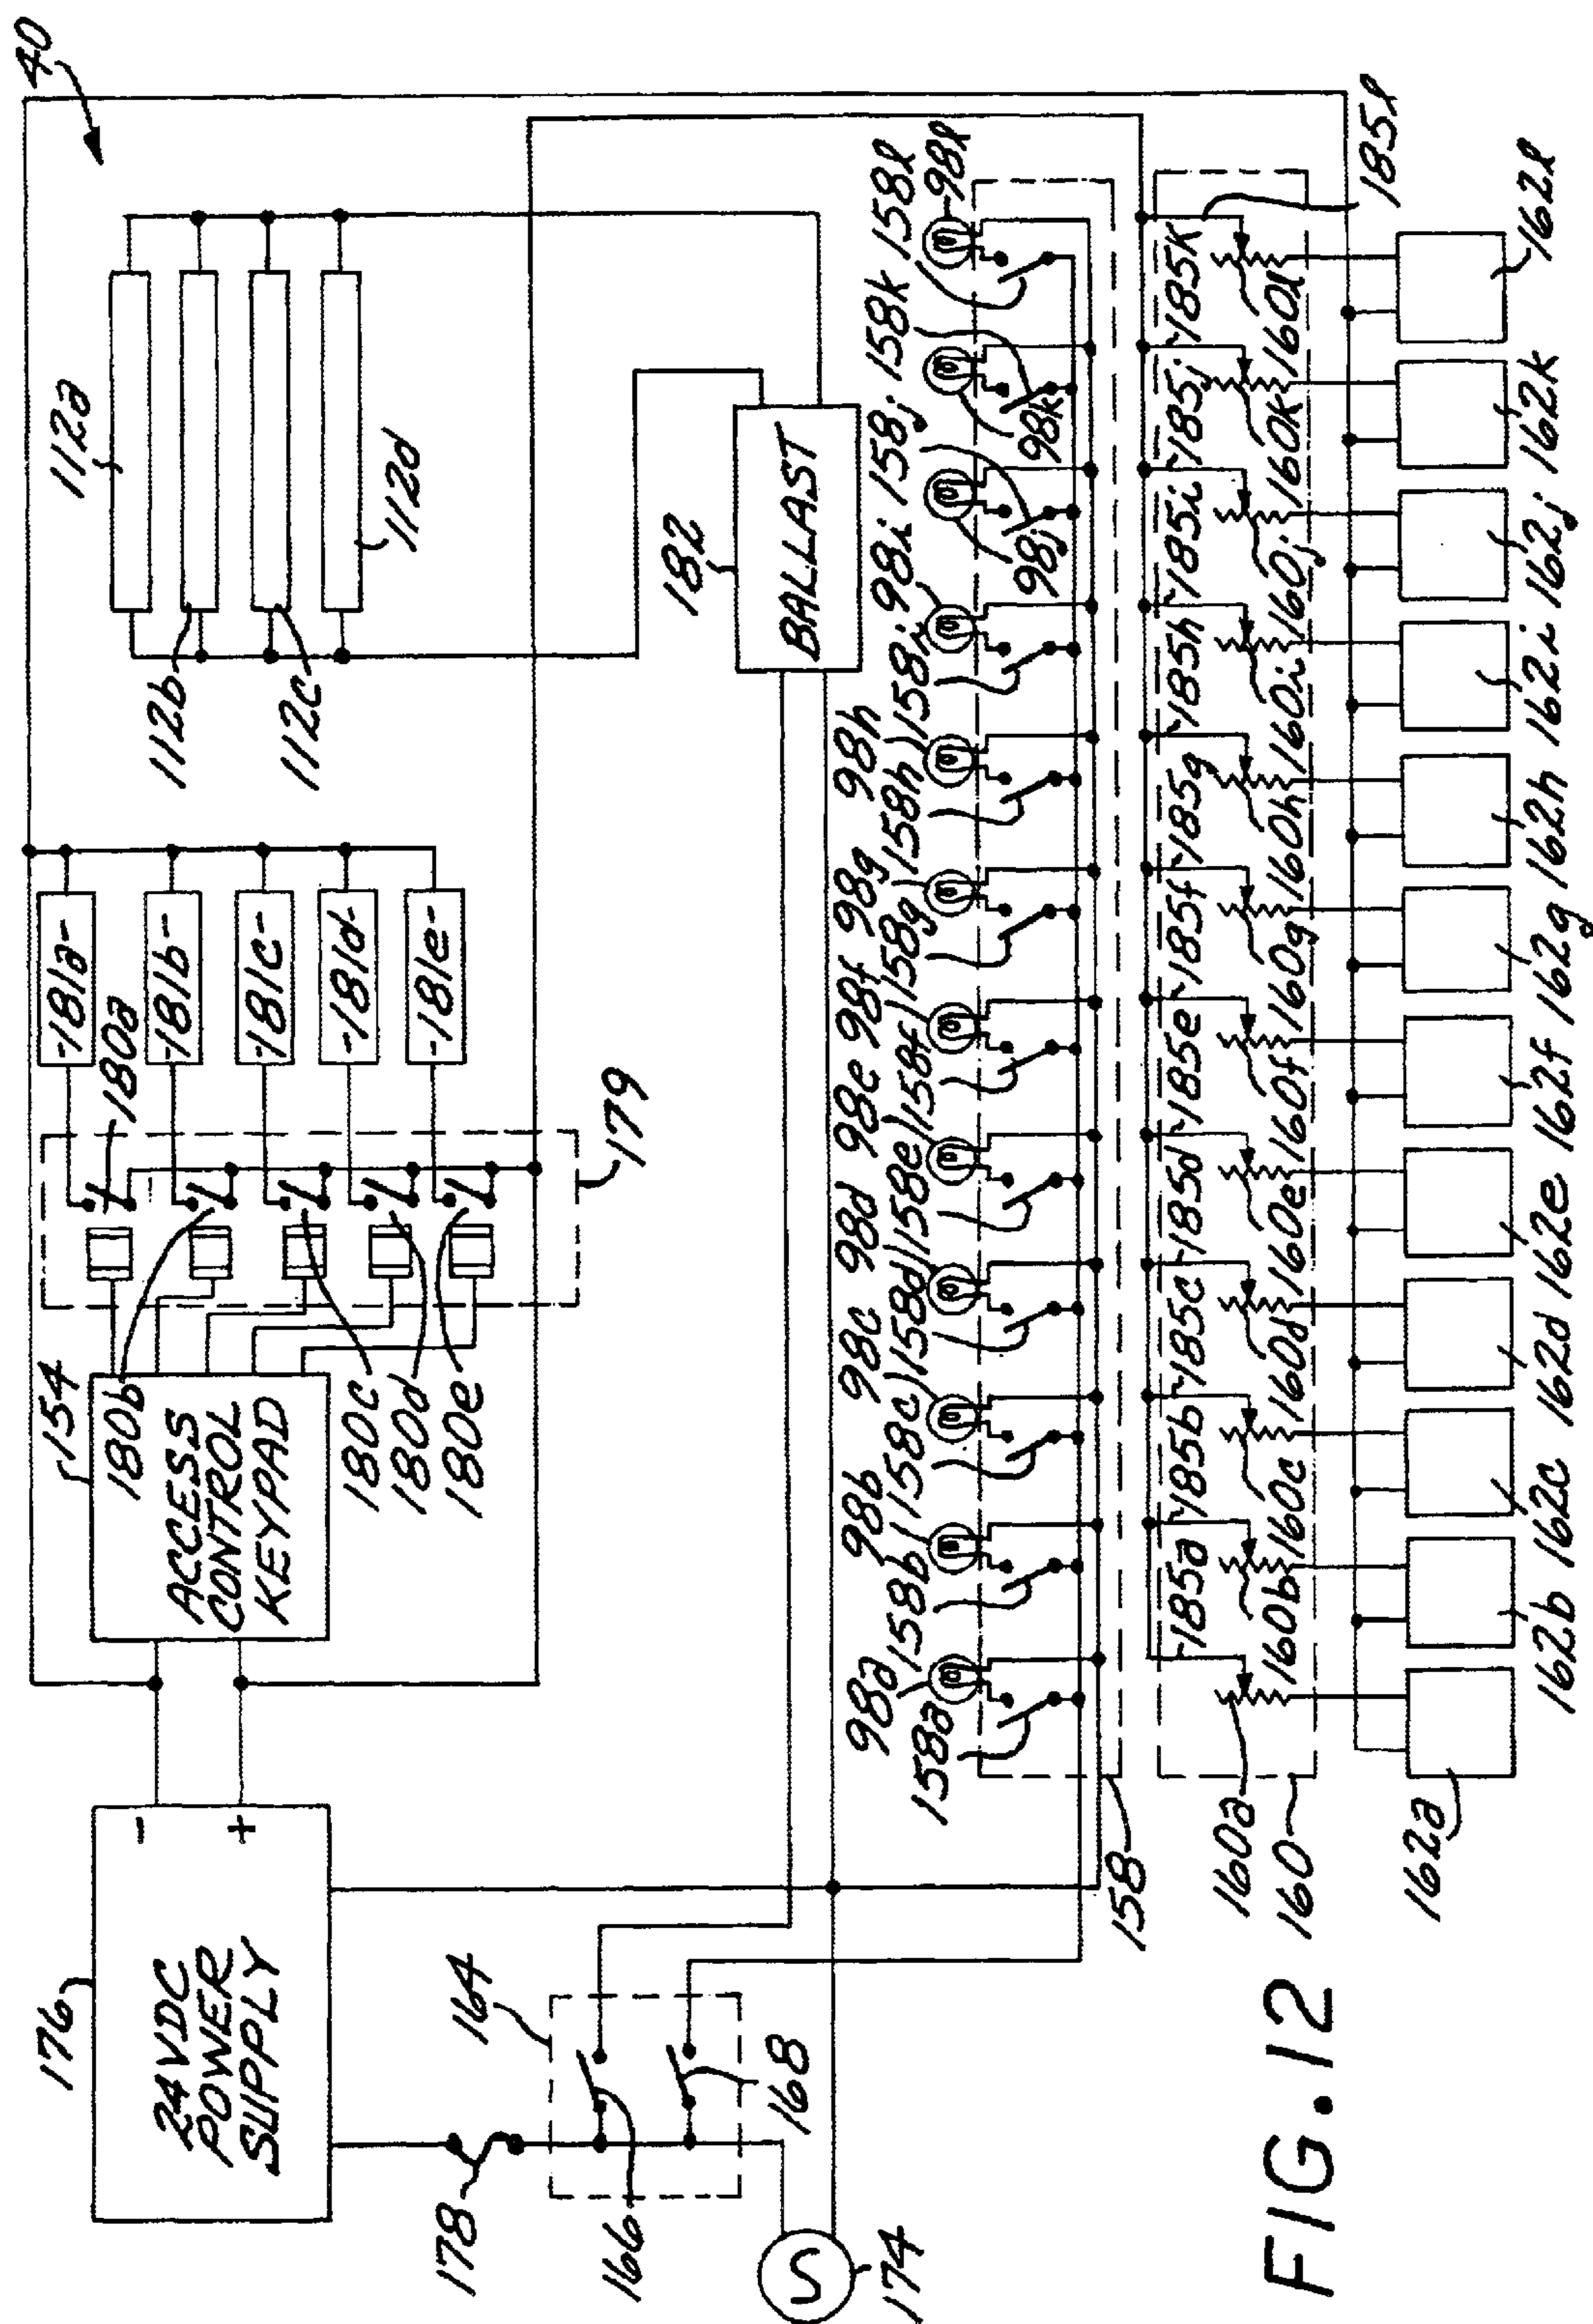 40
176
24VDC
POWER
SUPPLY
-
+
154
ACCESS
CONTROL
KEYPAD
180b
180c
180d
180e
-181a-
180a
-181b-
-181c-
-181d-
-181e-
179
112a
112b
112c
112d
178
164
166
168
S
174
182
BALLAST
98a
98b
98c
98d
98e
98f
98g
98h
98i
158j
158k
158l
98l
158a
158b
158c
158d
158e
158f
158g
158h
158i
98j
98k
158
185a
185b
185c
185d
185e
185f
185g
185h
185i
185j
185k
185l
160a
160b
160c
160d
160e
160f
160g
160h
160i
160j
160k
160l
160
162a
162b
162c
162d
162e
162f
162g
162h
162i
162j
162k
162l
FIG.12